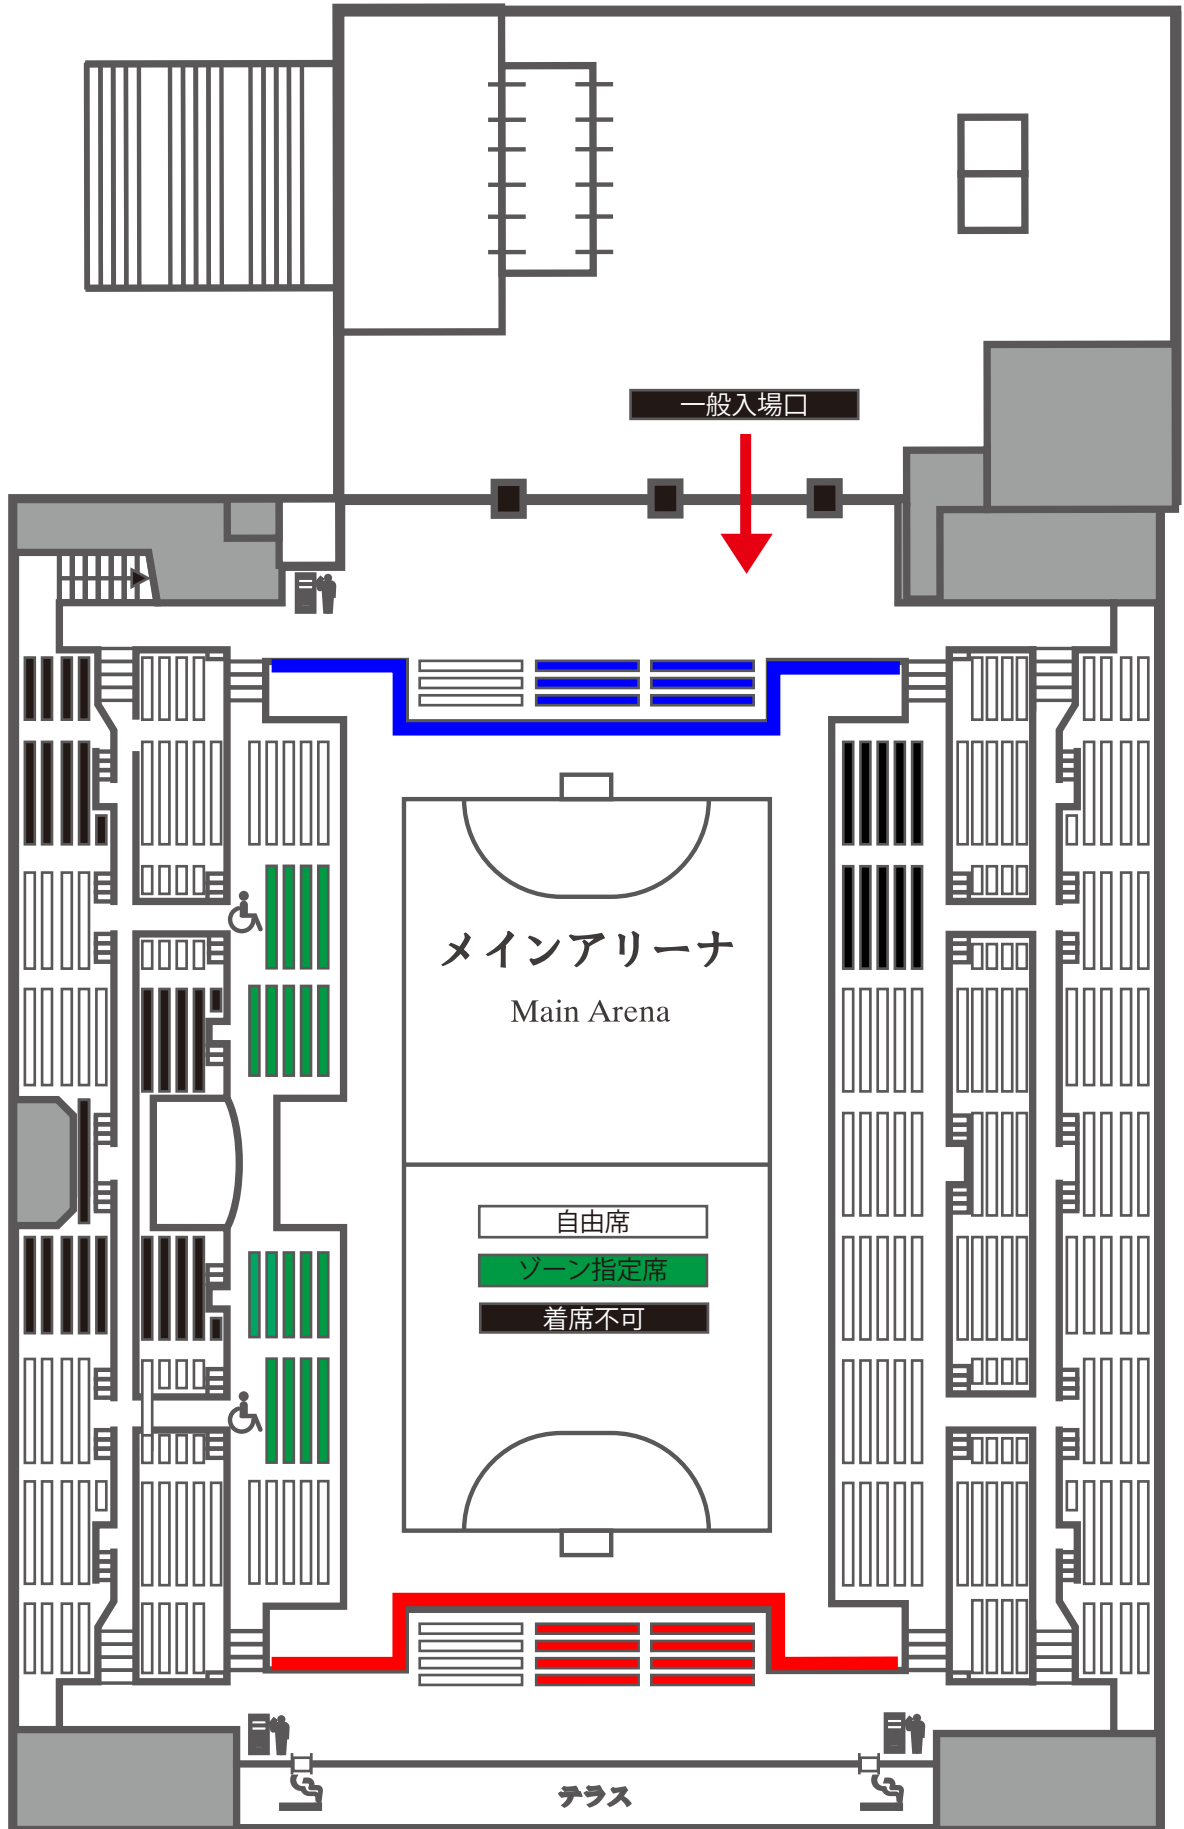 一般入場口
メインアリーナ
Main Arena
自由席
ゾーン指定席
着席不可
テラス